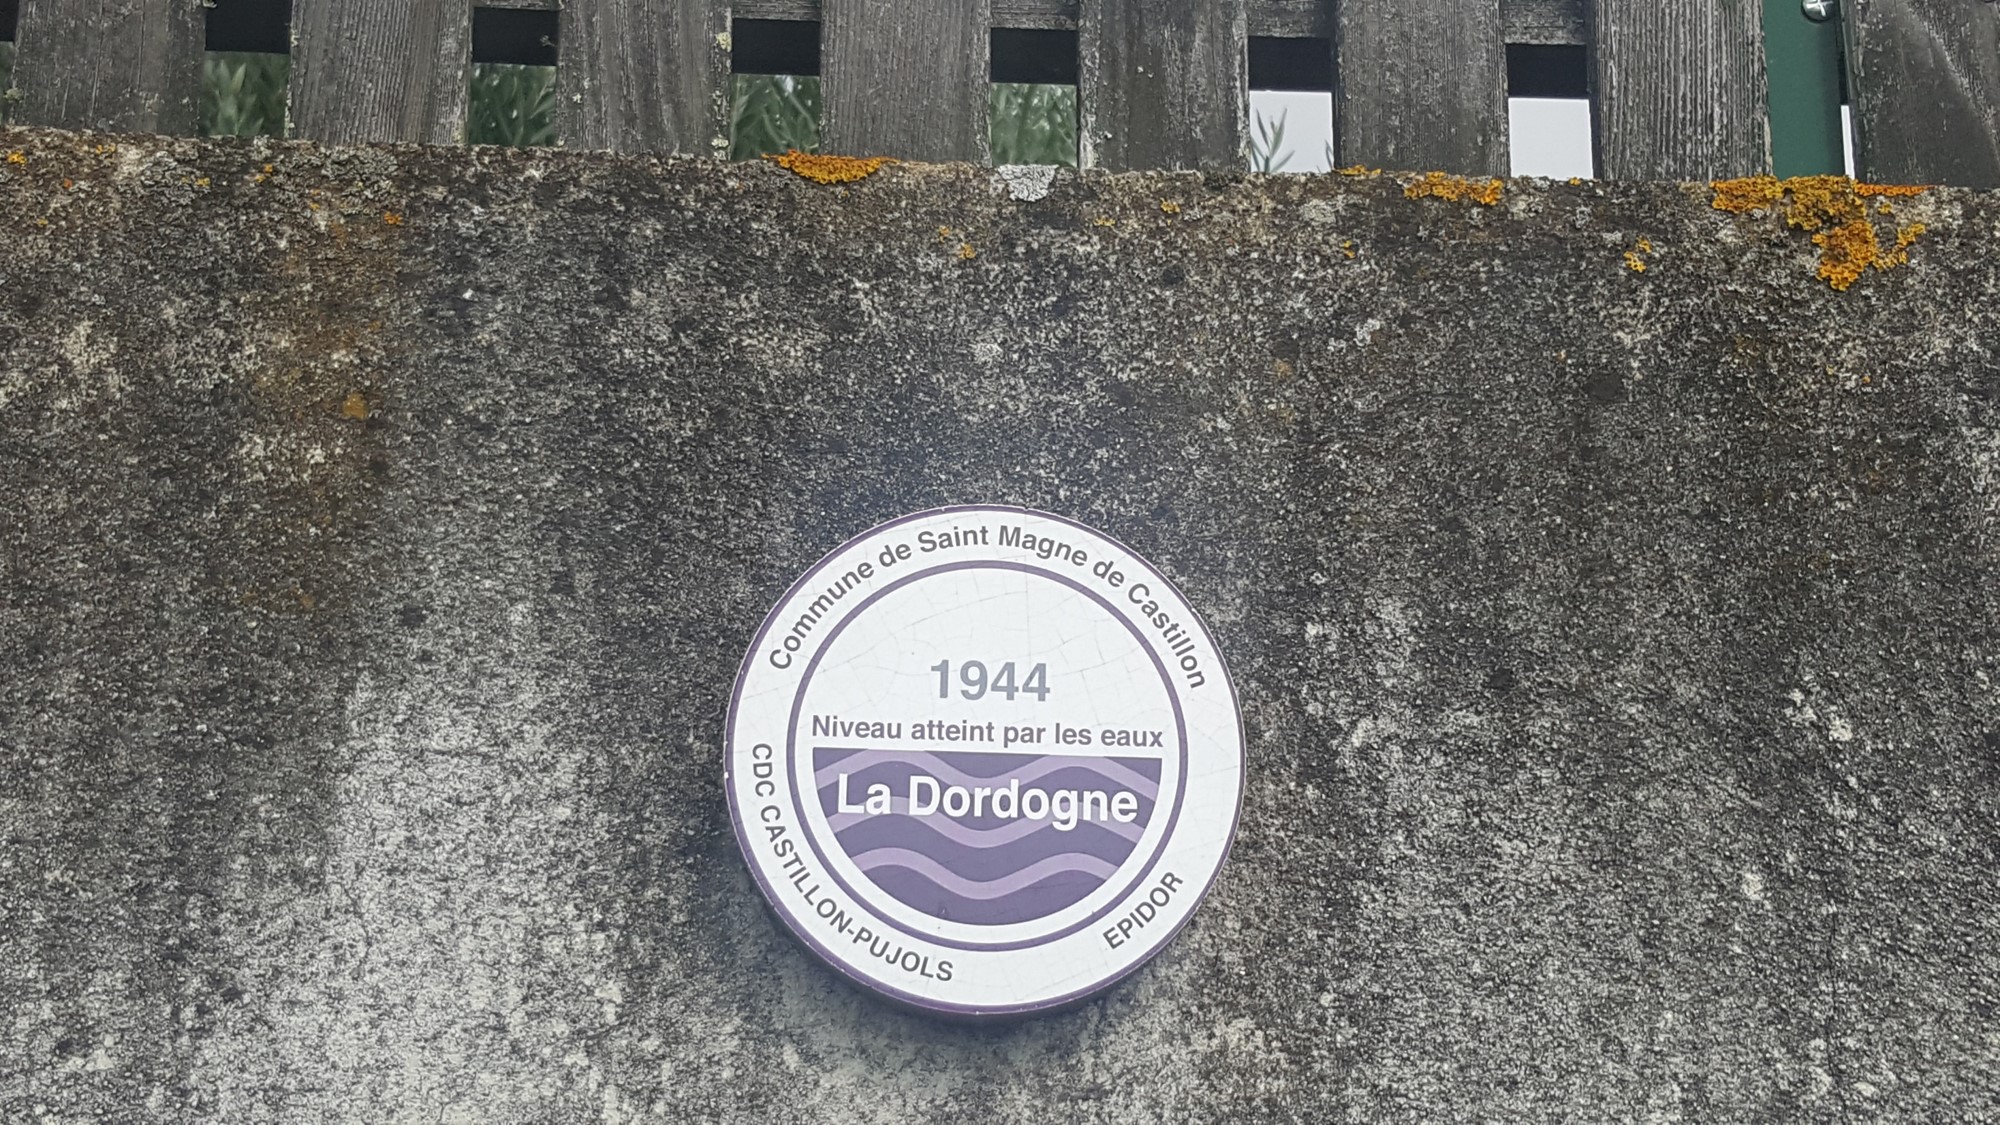 Commune de Saint Magne de Castillon
1944
Niveau atteint par les eaux
La Dordogne
CDC CASTILLON-PUJOLS
EPIDOR